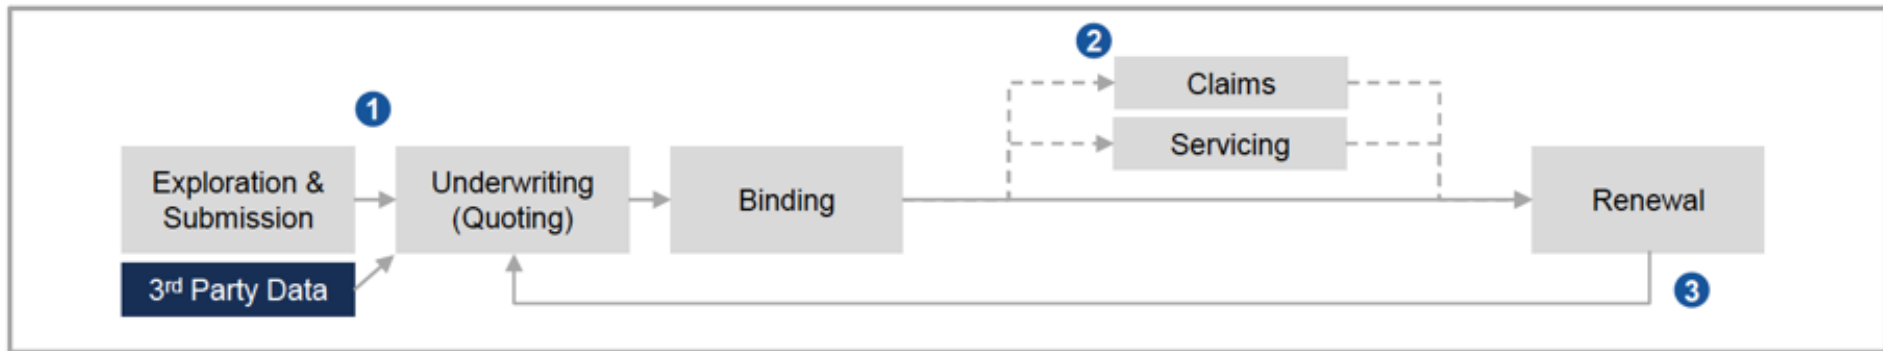 1
Exploration &
Submission
3rd Party Data
Underwriting
(Quoting)
Binding
2
Claims
Servicing
Renewal
3